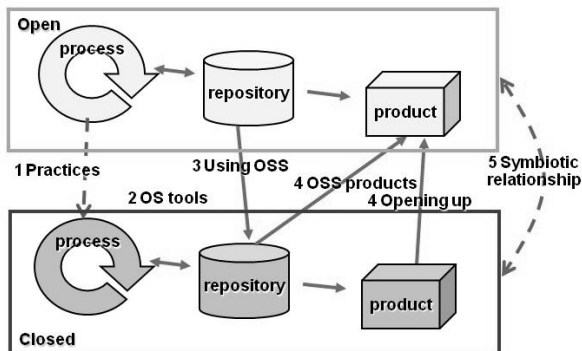 Open
process
repository
product
1 Practices
3 Using OSS
5 Symbiotic
relationship
4 OSS products
2 OS tools
4 Opening up
process
repository
product
Closed